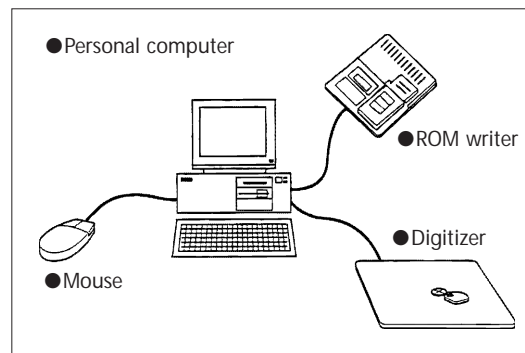 ●Personal computer
●ROM writer
●Digitizer
●Mouse